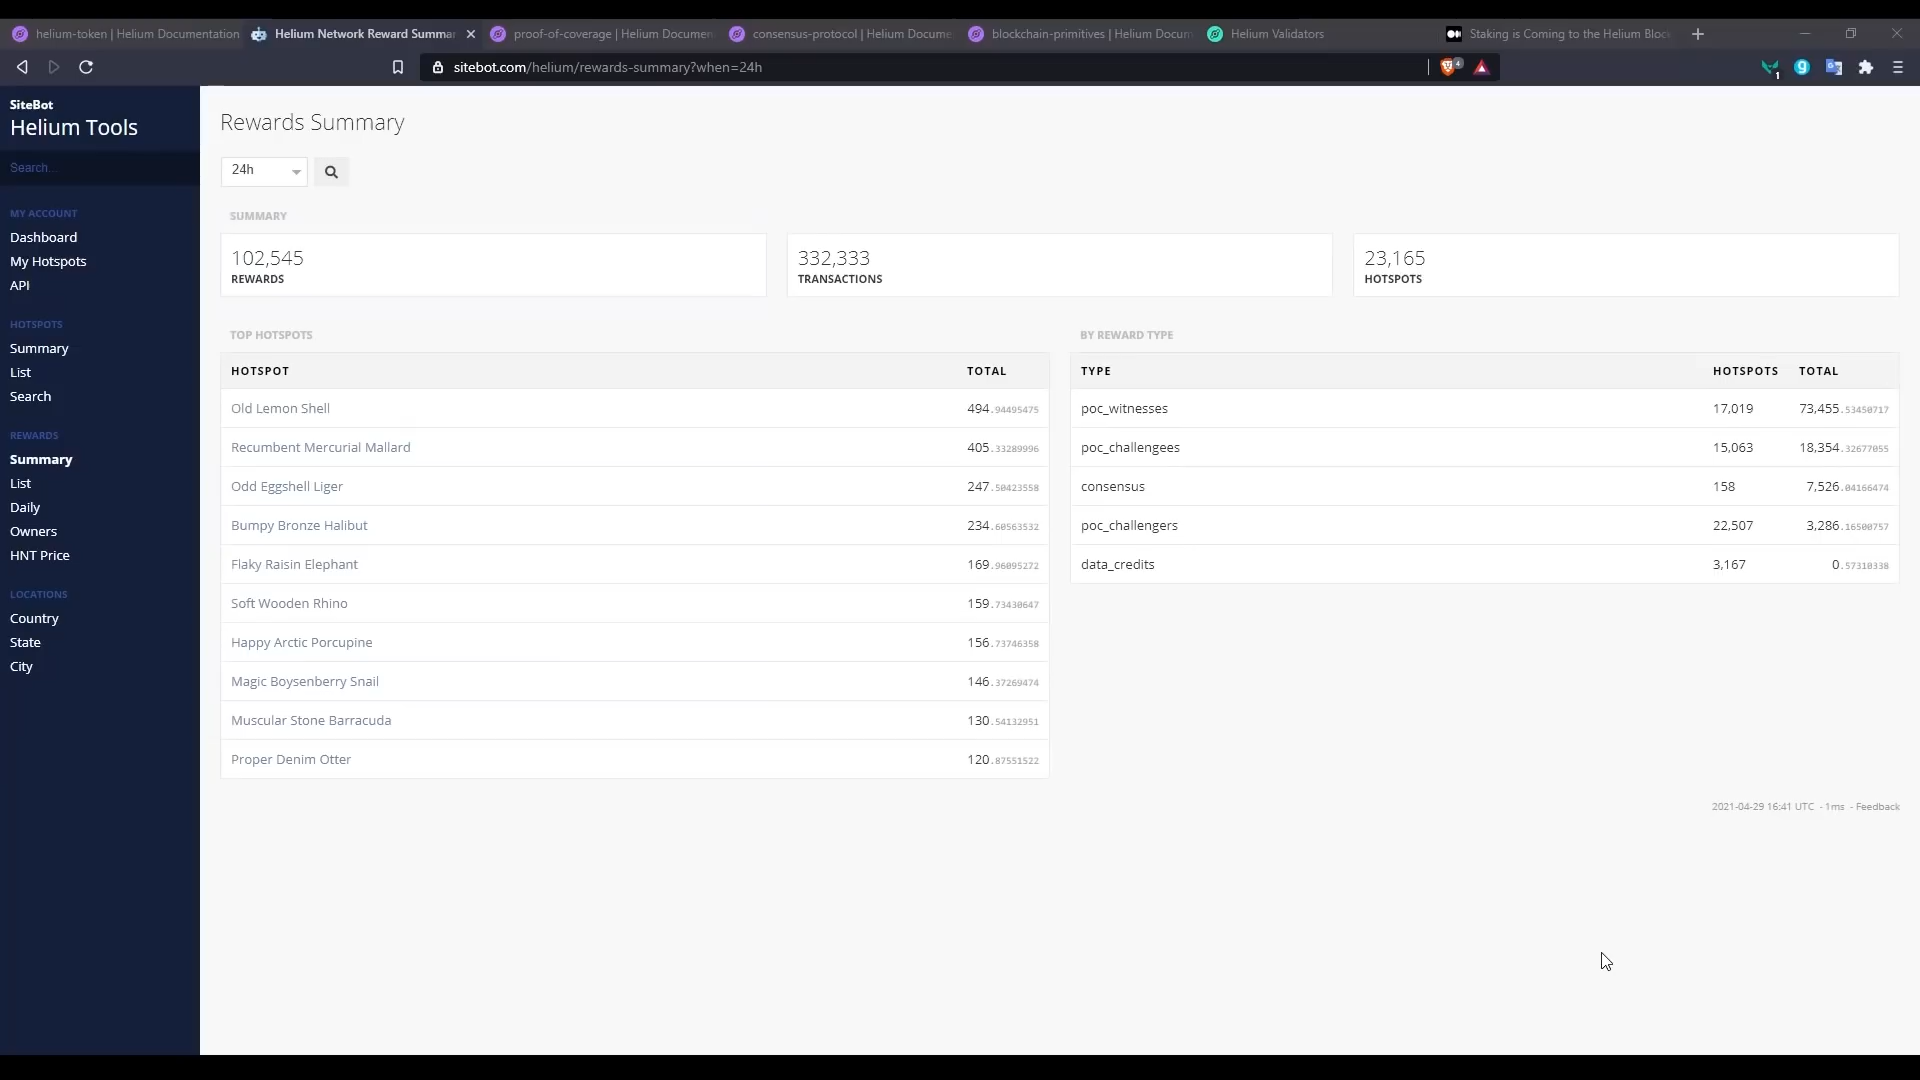 helium-token | Helium Documentation
Helium Network Reward Summar
proof-of-coverage | Helium Documen
consensus-protocol | Helium Docume
blockchain-primitives | Helium Docum
Helium Validators
Staking is Coming to the Helium Bloc
sitebot.com/helium/rewards-summary?when=24h
4
1
SiteBot
Helium Tools
Search...
MY ACCOUNT
Dashboard
My Hotspots
API
HOTSPOTS
Summary
List
Search
REWARDS
Summary
List
Daily
Owners
HNT Price
LOCATIONS
Country
State
City
Rewards Summary
24h
SUMMARY
102,545
REWARDS
332,333
TRANSACTIONS
23,165
HOTSPOTS
TOP HOTSPOTS
HOTSPOT TOTAL
Old Lemon Shell 494.94495475
Recumbent Mercurial Mallard 405.33289996
Odd Eggshell Liger 247.50423558
Bumpy Bronze Halibut 234.60563532
Flaky Raisin Elephant 169.96095272
Soft Wooden Rhino 159.73430647
Happy Arctic Porcupine 156.73746358
Magic Boysenberry Snail 146.37269474
Muscular Stone Barracuda 130.54132951
Proper Denim Otter 120.87551522
BY REWARD TYPE
TYPE HOTSPOTS TOTAL
poc_witnesses 17,019 73,455.53450717
poc_challengees 15,063 18,354.32677055
consensus 158 7,526.04166474
poc_challengers 22,507 3,286.16500757
data_credits 3,167 0.57310338
2021-04-29 16:41 UTC - 1ms - Feedback